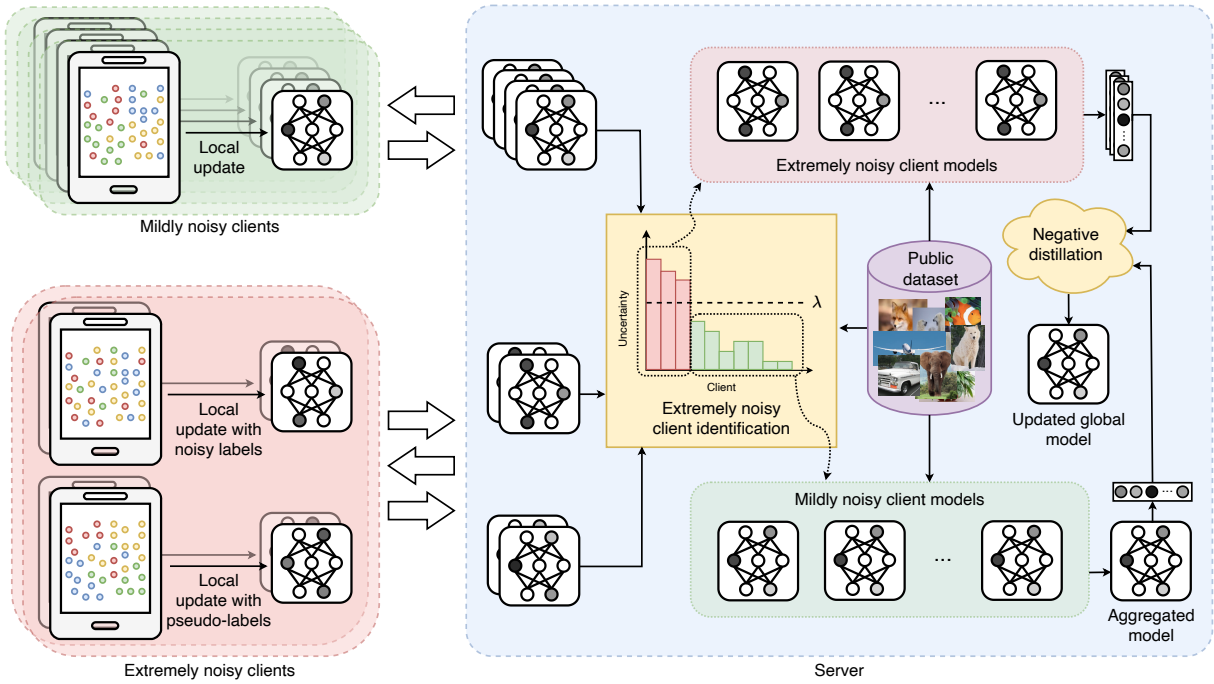 Local
update
Mildly noisy clients
Local
update with
noisy labels
Local
update with
pseudo-labels
Extremely noisy clients
...
Extremely noisy client models
Uncertainty
λ
Client
Extremely noisy
client identification
Public
dataset
Negative
distillation
Updated global
model
Mildly noisy client models
...
Aggregated
model
Server